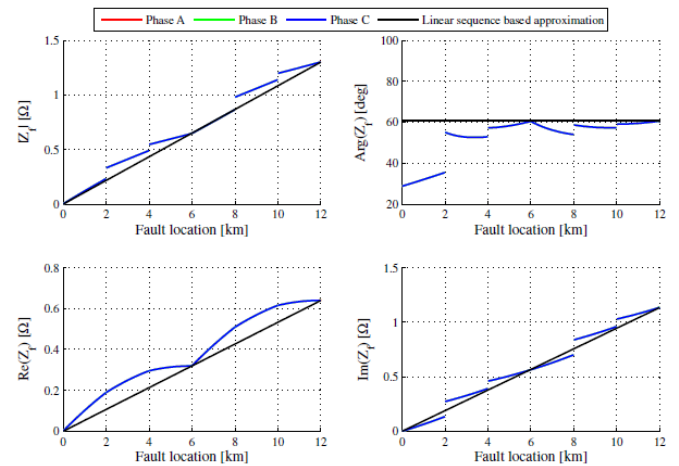 Phase A Phase B Phase C Linear sequence based approximation
|Z_f| [Ω]
1.5
1
0.5
0
0 2 4 6 8 10 12
Fault location [km]
Arg(Z_f) [deg]
100
80
60
40
20
0 2 4 6 8 10 12
Fault location [km]
Re(Z_f) [Ω]
0.8
0.6
0.4
0.2
0
0 2 4 6 8 10 12
Fault location [km]
Im(Z_f) [Ω]
1.5
1
0.5
0
0 2 4 6 8 10 12
Fault location [km]